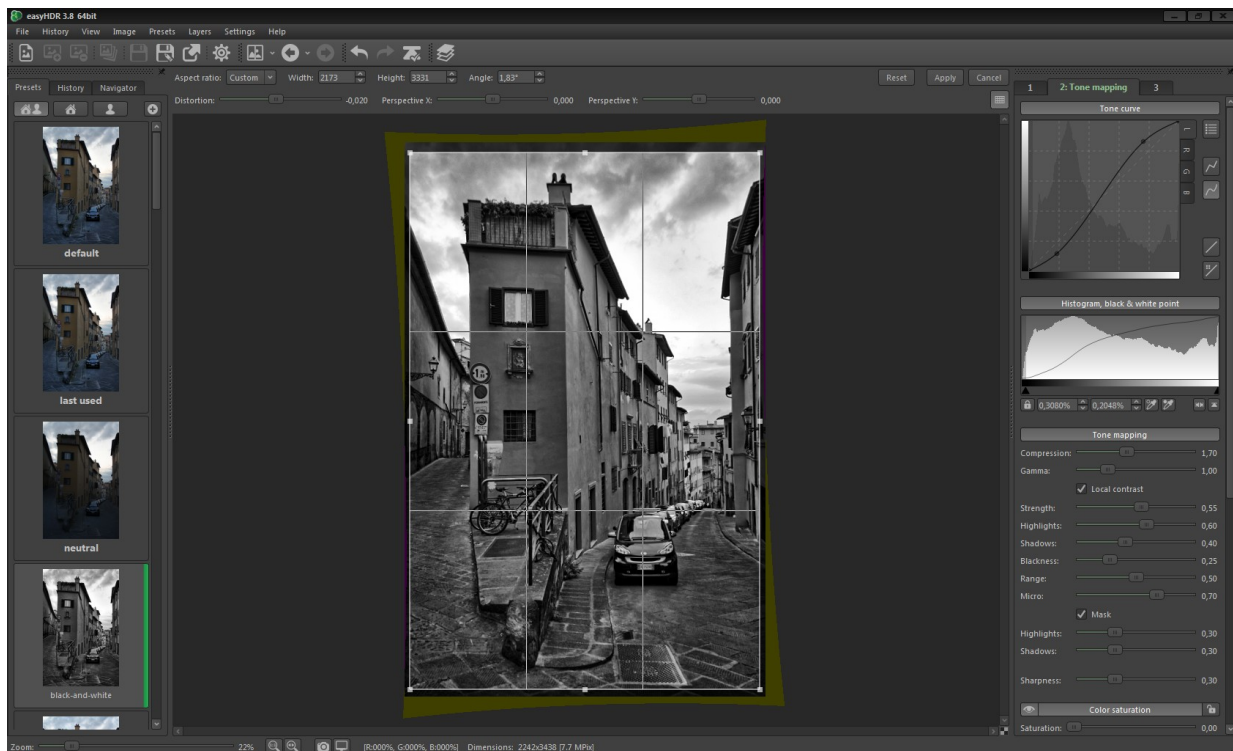 easyHDR 3.8 64bit
File History View Image Presets Layers Settings Help
Aspect ratio: Custom Width: 2173 Height: 3331 Angle: 1,83° Reset Apply Cancel
Distortion: -0,020 Perspective X: 0,000 Perspective Y: 0,000
Presets History Navigator
default
last used
neutral
black-and-white
1 2: Tone mapping 3
Tone curve
L
R
G
B
Histogram, black & white point
0,3080% 0,2048%
Tone mapping
Compression: 1,70
Gamma: 1,00
Local contrast
Strength: 0,55
Highlights: 0,60
Shadows: 0,40
Blackness: 0,25
Range: 0,50
Micro: 0,70
Mask
Highlights: 0,30
Shadows: 0,30
Sharpness: 0,30
Color saturation
Saturation: 0,00
Zoom: 22% [R:000%, G:000%, B:000%] Dimensions: 2242x3438 [7.7 MPix]